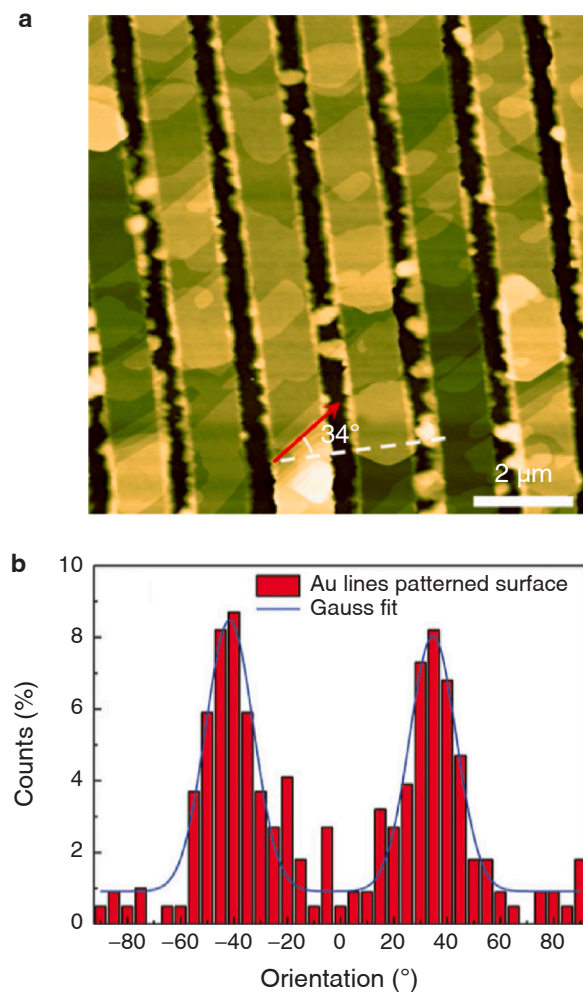 a
34°
2 µm
b
10
8
6
4
2
0
Counts (%)
Au lines patterned surface
Gauss fit
−80 −60 −40 −20 0 20 40 60 80
Orientation (°)